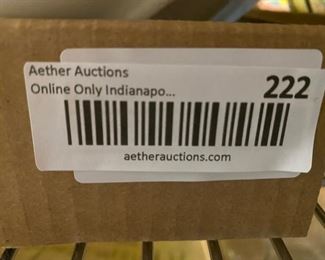 Aether Auctions
Online Only Indianapo... 222
aetherauctions.com